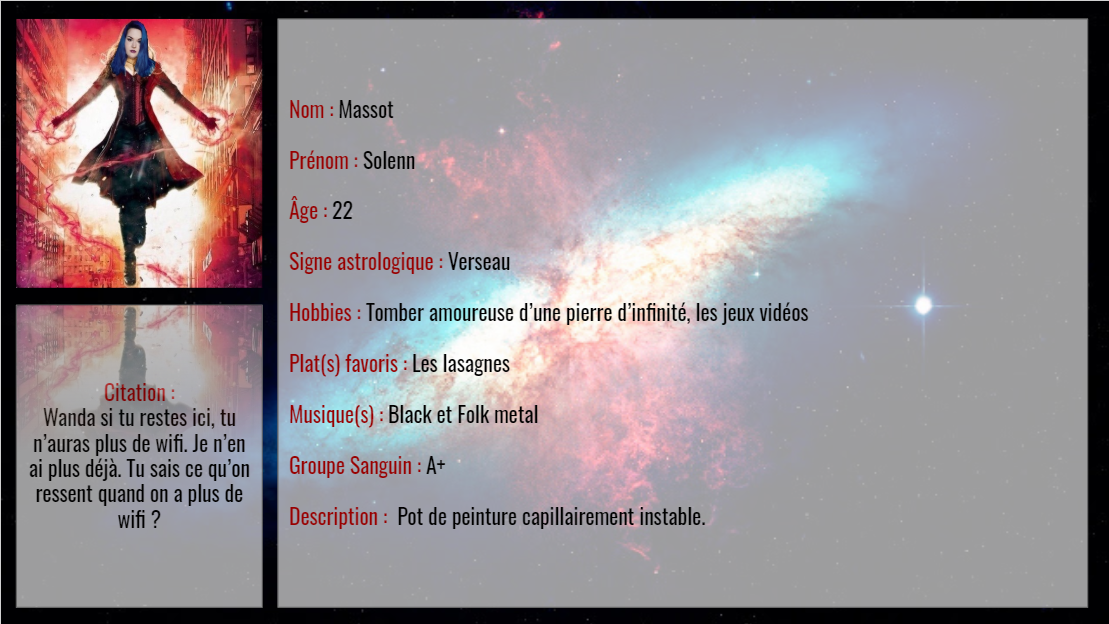 Nom : Massot
Prénom : Solenn
Âge : 22
Signe astrologique : Verseau
Hobbies : Tomber amoureuse d’une pierre d’infinité, les jeux vidéos
Plat(s) favoris : Les lasagnes
Musique(s) : Black et Folk metal
Groupe Sanguin : A+
Description :  Pot de peinture capillairement instable.
Citation :
Wanda si tu restes ici, tu
n’auras plus de wifi. Je n’en
ai plus déjà. Tu sais ce qu’on
ressent quand on a plus de
wifi ?